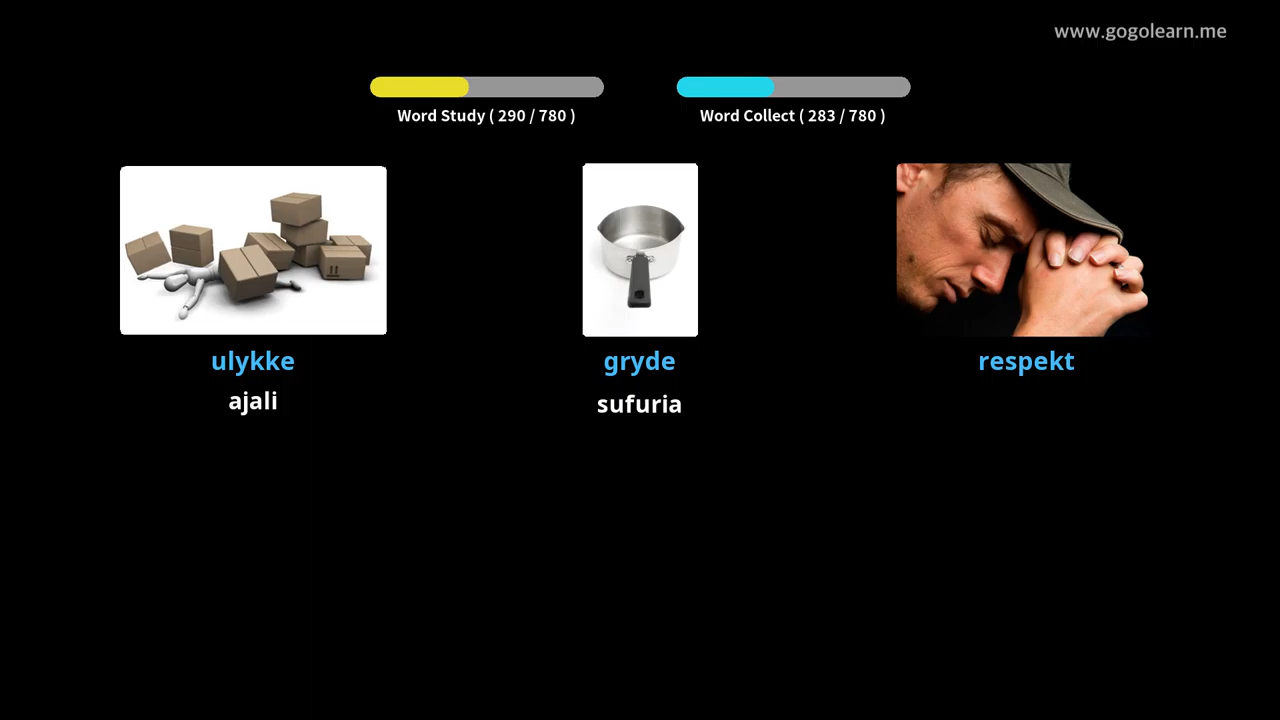 www.gogolearn.me
Word Study ( 290 / 780 )
Word Collect ( 283 / 780 )
ulykke
gryde
respekt
ajali
sufuria